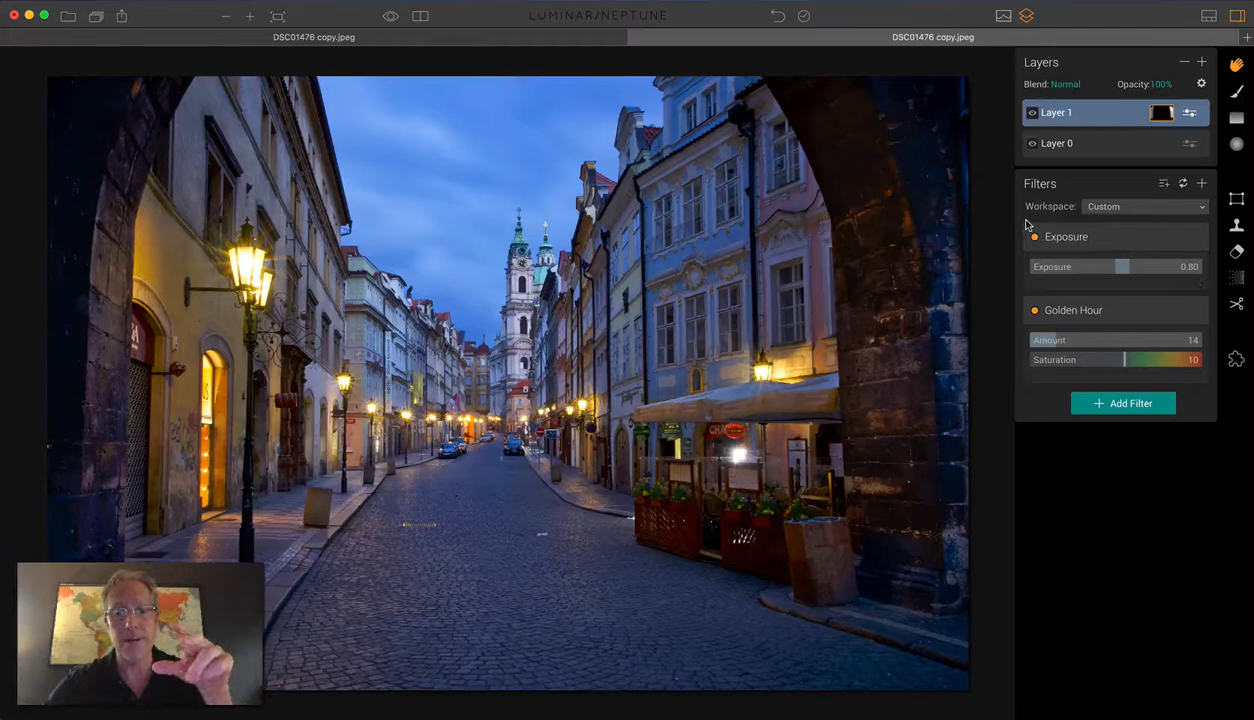 LUMINAR/NEPTUNE
DSC01476 copy.jpeg
DSC01476 copy.jpeg
Layers
Blend: Normal
Opacity:100%
Layer 1
Layer 0
Filters
Workspace: Custom
Exposure
Exposure 0.80
Golden Hour
Amount 14
Saturation 10
Add Filter